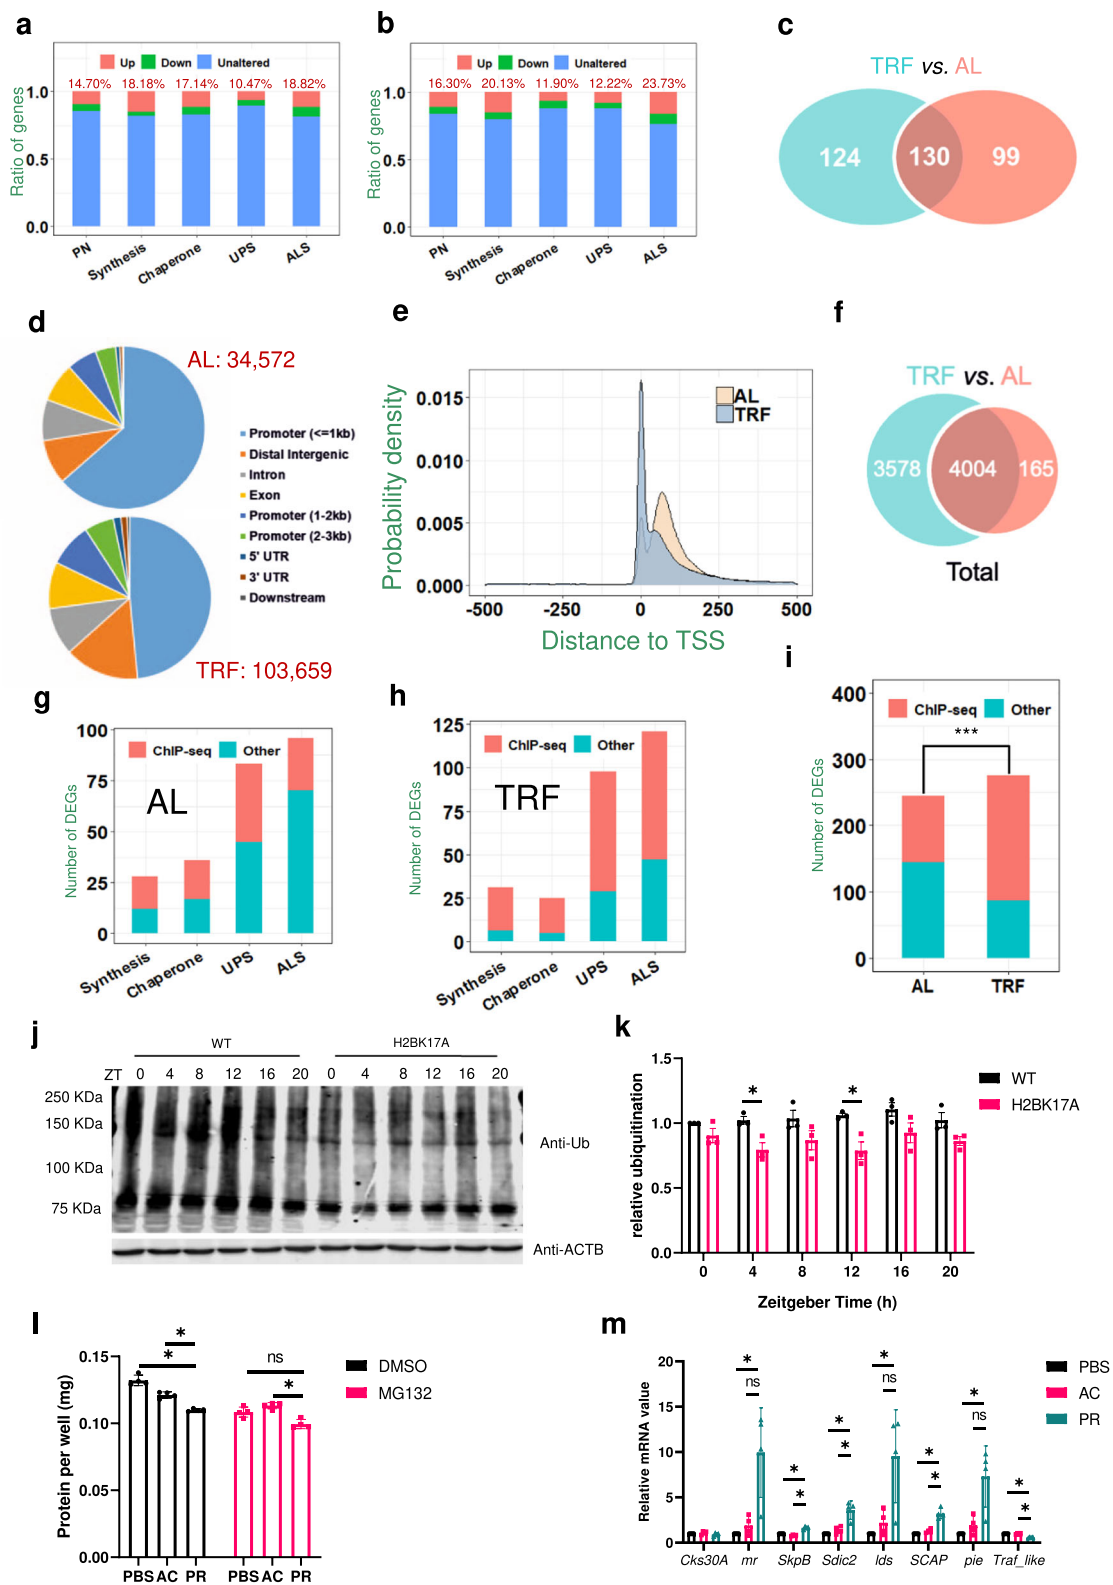 a
Up Down Unaltered
14.70% 18.18% 17.14% 10.47% 18.82%
Ratio of genes
1.0
0.5
0.0
PN Synthesis Chaperone UPS ALS
b
Up Down Unaltered
16.30% 20.13% 11.90% 12.22% 23.73%
Ratio of genes
1.0
0.5
0.0
PN Synthesis Chaperone UPS ALS
c
TRF vs. AL
124 130 99
d
AL: 34,572
Promoter (<=1kb)
Distal Intergenic
Intron
Exon
Promoter (1-2kb)
Promoter (2-3kb)
5' UTR
3' UTR
Downstream
TRF: 103,659
e
AL
TRF
Probability density
0.015
0.010
0.005
0.000
-500 -250 0 250 500
Distance to TSS
f
TRF vs. AL
3578 4004 165
Total
g
ChIP-seq Other
AL
Number of DEGs
100
75
50
25
0
Synthesis Chaperone UPS ALS
h
ChIP-seq Other
TRF
Number of DEGs
125
100
75
50
25
0
Synthesis Chaperone UPS ALS
i
ChIP-seq Other
***
Number of DEGs
400
300
200
100
0
AL TRF
j
WT H2BK17A
ZT 0 4 8 12 16 20 0 4 8 12 16 20
250 KDa
150 KDa
100 KDa
75 KDa
Anti-Ub
Anti-ACTB
k
relative ubiquitination
1.5
1.0
0.5
0.0
* *
WT
H2BK17A
0 4 8 12 16 20
Zeitgeber Time (h)
l
Protein per well (mg)
0.15
0.10
0.05
0.00
*
*
ns
*
DMSO
MG132
PBS AC PR PBS AC PR
m
Relative mRNA value
20
15
10
5
0
* ns * * * * * ns * * * ns * *
PBS
AC
PR
Cks30A mr SkpB Sdic2 lds SCAP pie Traf_like